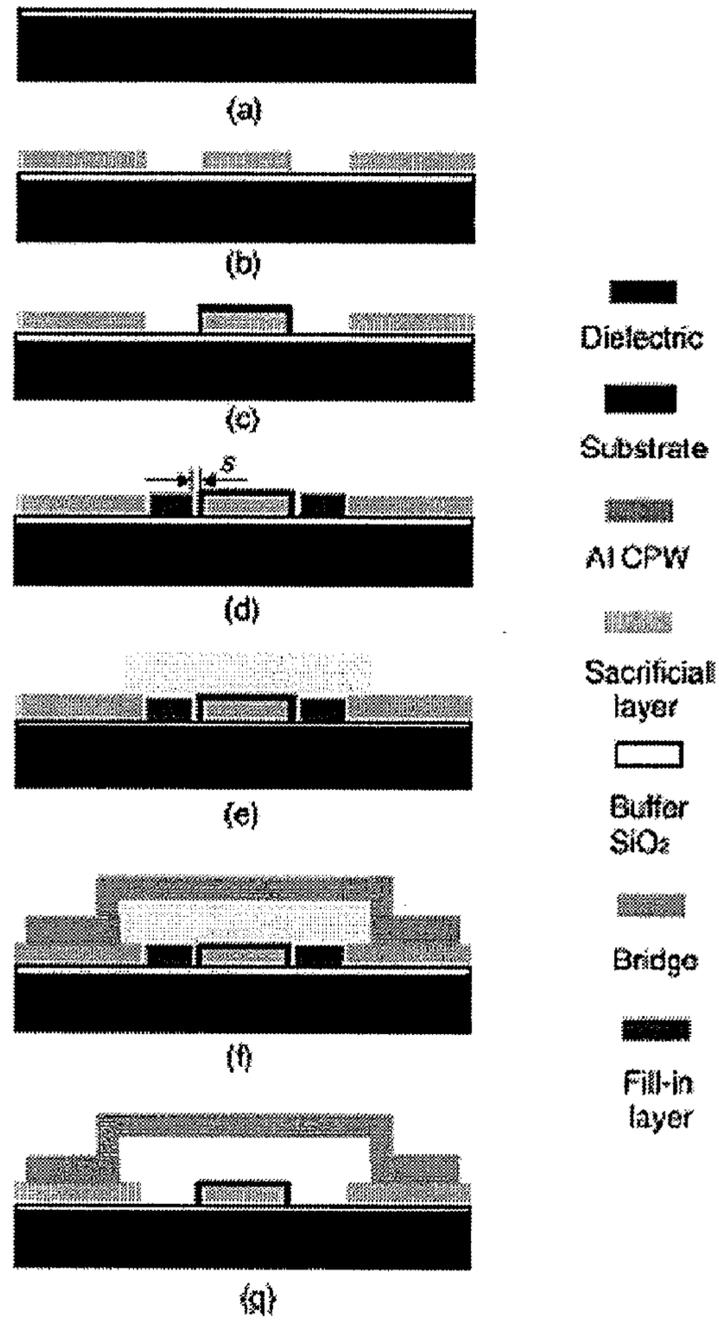 (a)
(b)
(c)
s
(d)
(e)
(f)
(g)
Dielectric
Substrate
Al CPW
Sacrificial
layer
Buffer
SiO₂
Bridge
Fill-in
layer